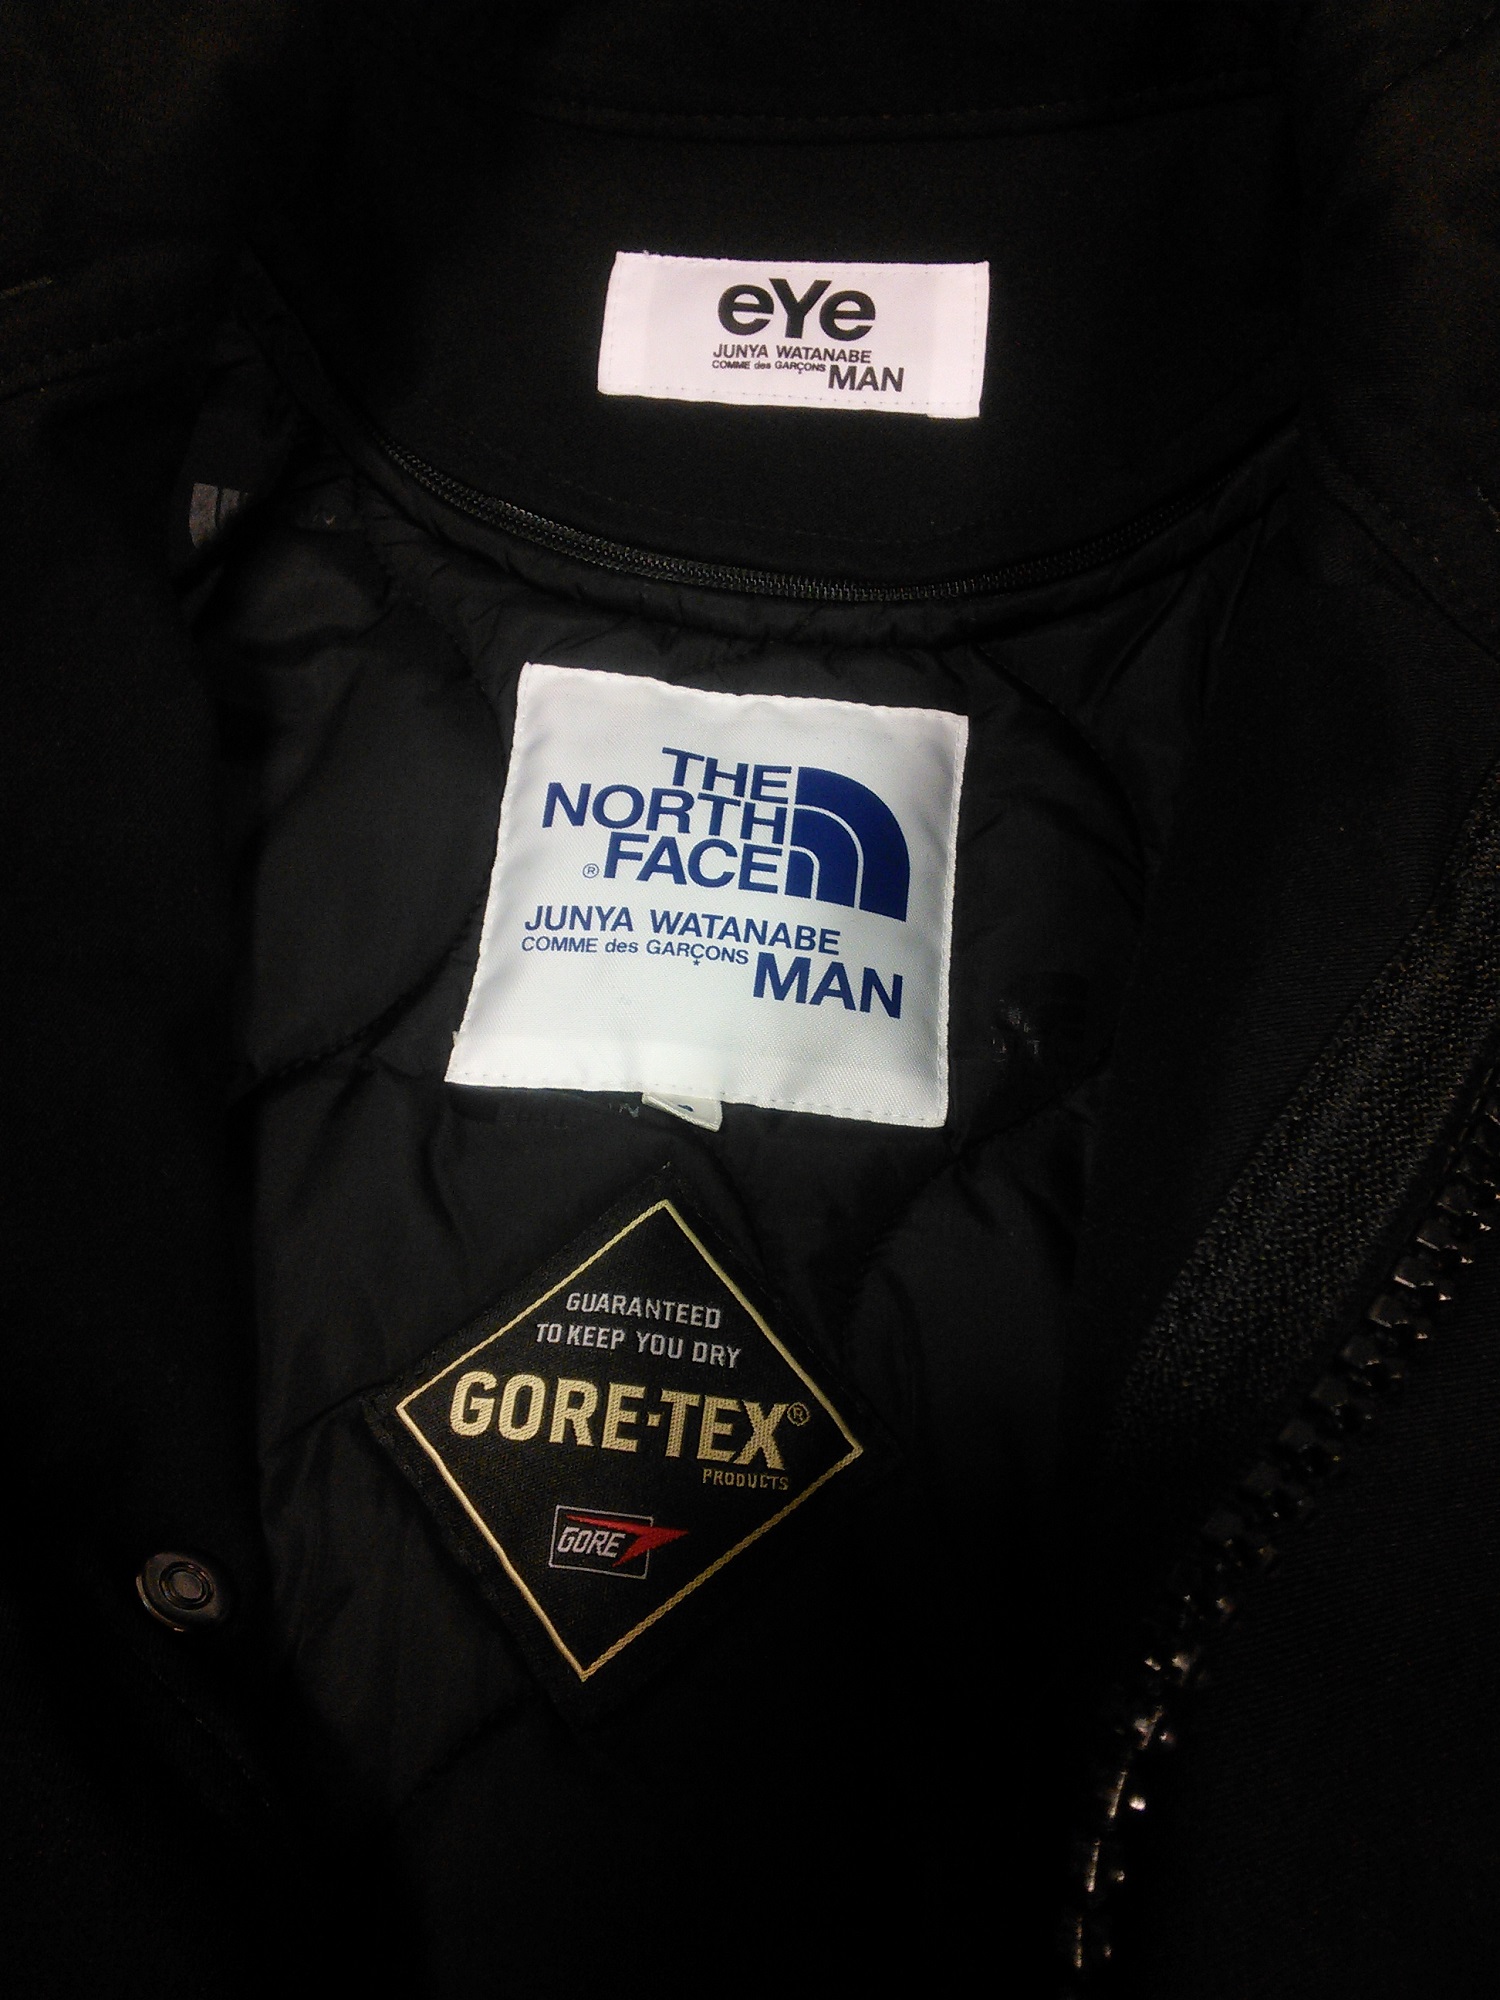 eYe
JUNYA WATANABE
COMME des GARÇONS
MAN
THE
NORTH
FACE
®
JUNYA WATANABE
COMME des GARÇONS
MAN
GUARANTEED
TO KEEP YOU DRY
GORE-TEX®
PRODUCTS
GORE